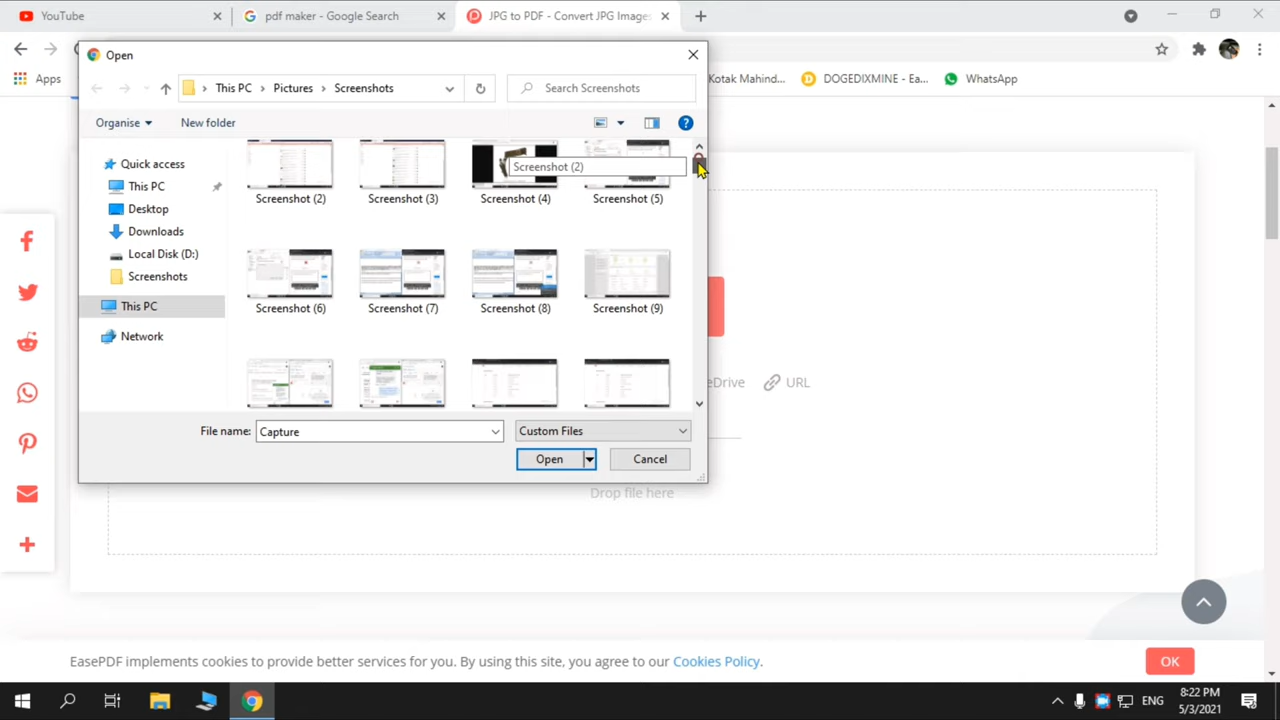 YouTube
pdf maker - Google Search
JPG to PDF - Convert JPG Image
Open
This PC
Pictures
Screenshots
Search Screenshots
Kotak Mahind...
DOGEDIXMINE - Ea...
WhatsApp
Apps
Organise
New folder
Quick access
This PC
Desktop
Downloads
Local Disk (D:)
Screenshots
This PC
Network
Screenshot (2)
Screenshot (2)
Screenshot (3)
Screenshot (4)
Screenshot (5)
Screenshot (6)
Screenshot (7)
Screenshot (8)
Screenshot (9)
File name:
Capture
Custom Files
Open
Cancel
eDrive
URL
Drop file here
EasePDF implements cookies to provide better services for you. By using this site, you agree to our Cookies Policy.
OK
ENG
8:22 PM
5/3/2021